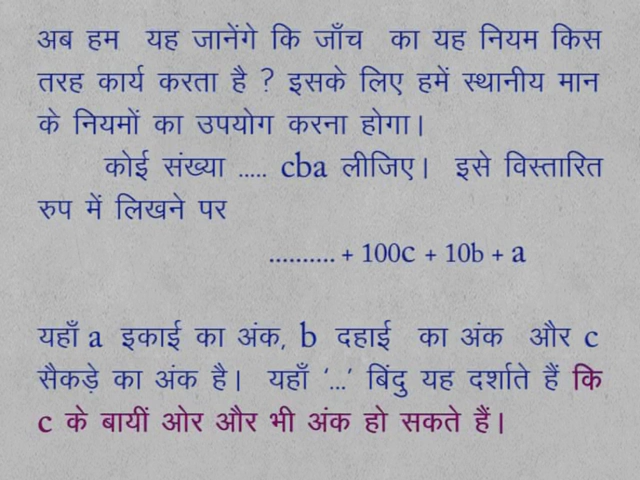 अब हम यह जानेंगे कि जाँच का यह नियम किस
तरह कार्य करता है ? इसके लिए हमें स्थानीय मान
के नियमों का उपयोग करना होगा।
कोई संख्या ..... cba लीजिए। इसे विस्तारित
रुप में लिखने पर
.......... + 100c + 10b + a
यहाँ a इकाई का अंक, b दहाई का अंक और c
सैकड़े का अंक है। यहाँ ‘...’ बिंदु यह दर्शाते हैं कि
c के बायीं ओर और भी अंक हो सकते हैं।